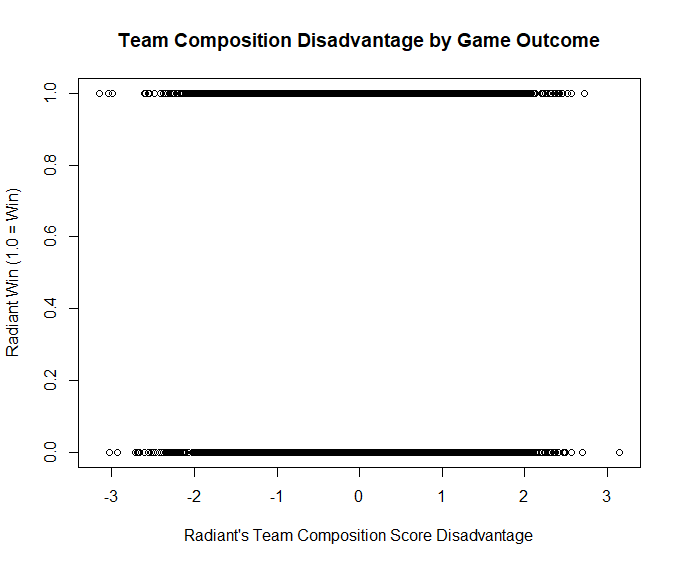 Team Composition Disadvantage by Game Outcome
Radiant Win (1.0 = Win)
1.0
0.8
0.6
0.4
0.2
0.0
-3 -2 -1 0 1 2 3
Radiant's Team Composition Score Disadvantage